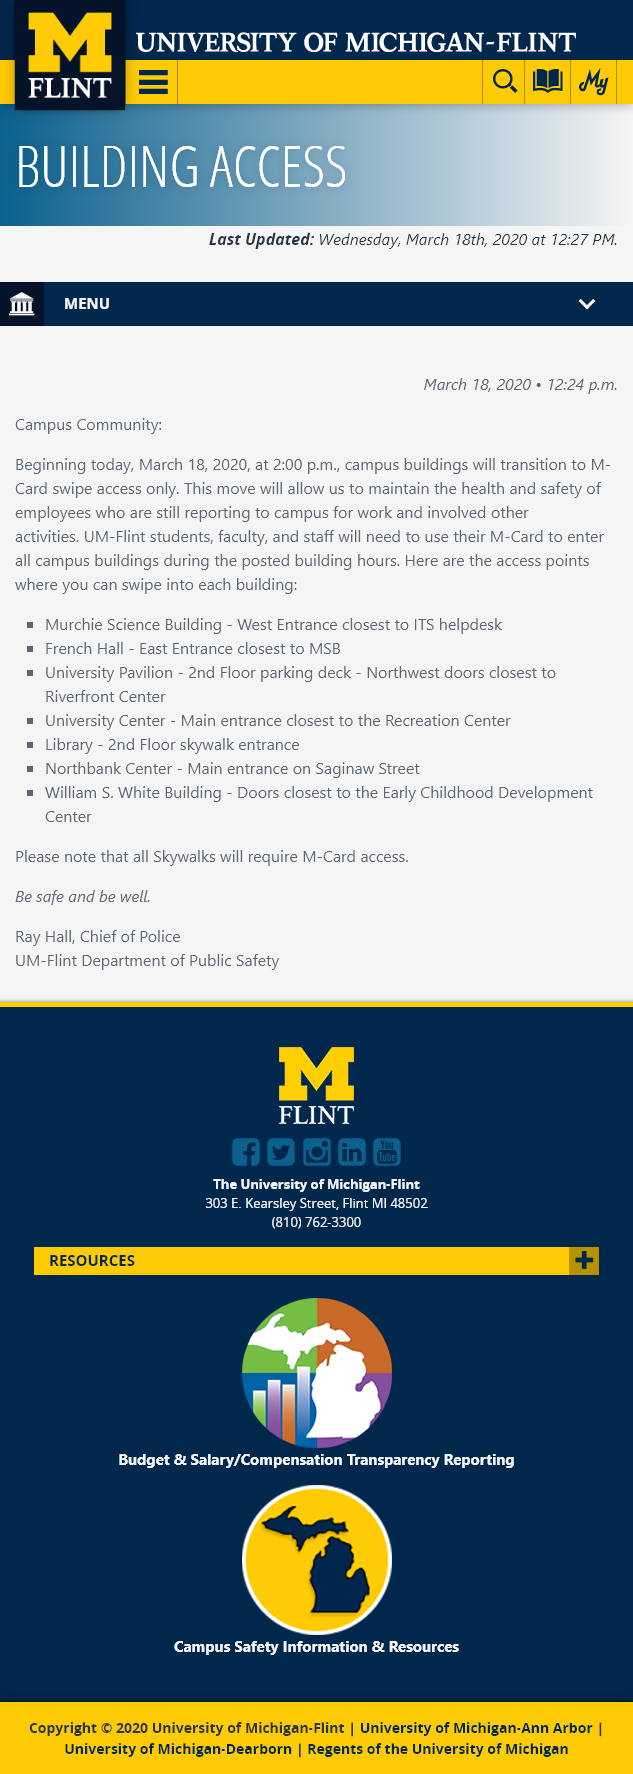 M
FLINT
UNIVERSITY OF MICHIGAN-FLINT
My
BUILDING ACCESS
Last Updated: Wednesday, March 18th, 2020 at 12:27 PM.
MENU
March 18, 2020 • 12:24 p.m.
Campus Community:
Beginning today, March 18, 2020, at 2:00 p.m., campus buildings will transition to M-
Card swipe access only. This move will allow us to maintain the health and safety of
employees who are still reporting to campus for work and involved other
activities. UM-Flint students, faculty, and staff will need to use their M-Card to enter
all campus buildings during the posted building hours. Here are the access points
where you can swipe into each building:
▪ Murchie Science Building - West Entrance closest to ITS helpdesk
▪ French Hall - East Entrance closest to MSB
▪ University Pavilion - 2nd Floor parking deck - Northwest doors closest to
Riverfront Center
▪ University Center - Main entrance closest to the Recreation Center
▪ Library - 2nd Floor skywalk entrance
▪ Northbank Center - Main entrance on Saginaw Street
▪ William S. White Building - Doors closest to the Early Childhood Development
Center
Please note that all Skywalks will require M-Card access.
Be safe and be well.
Ray Hall, Chief of Police
UM-Flint Department of Public Safety
M
FLINT
You Tube
The University of Michigan-Flint
303 E. Kearsley Street, Flint MI 48502
(810) 762-3300
RESOURCES
Budget & Salary/Compensation Transparency Reporting
Campus Safety Information & Resources
Copyright © 2020 University of Michigan-Flint | University of Michigan-Ann Arbor |
University of Michigan-Dearborn | Regents of the University of Michigan